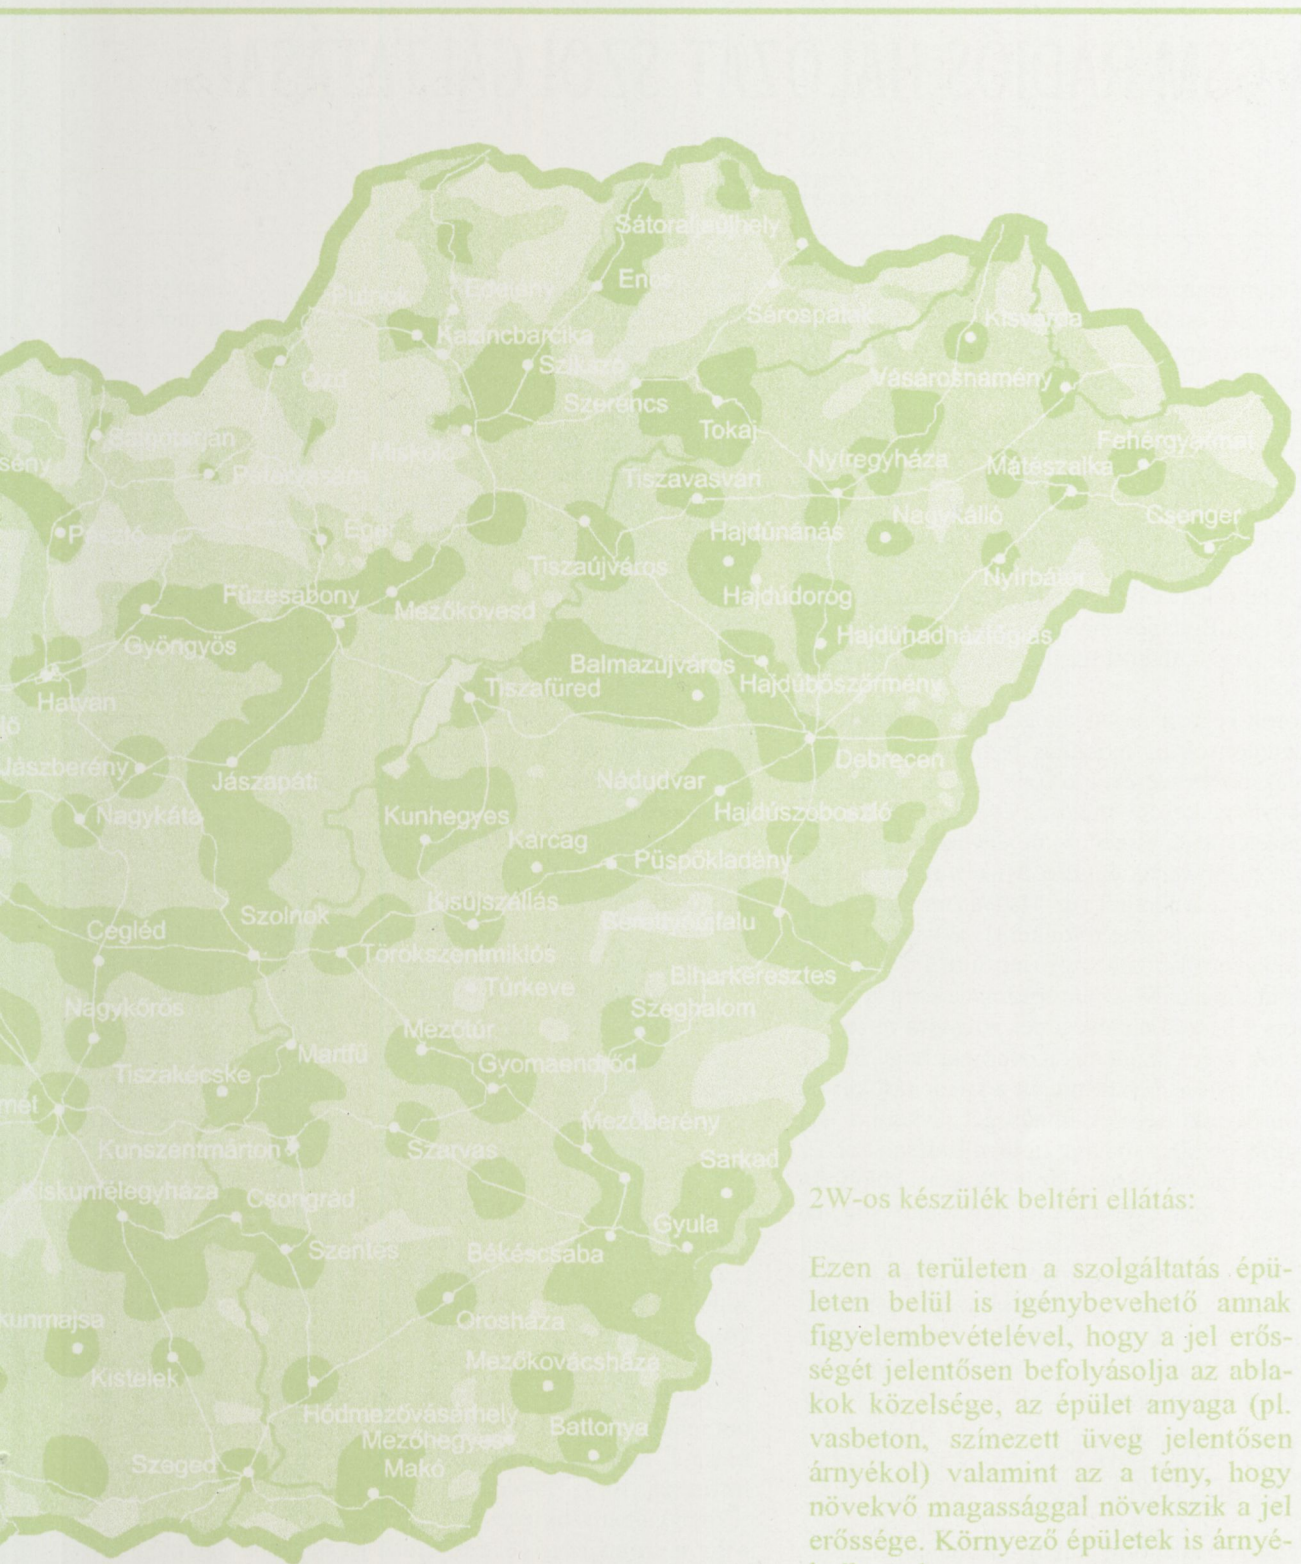 Sátoraljaújhely
Encs
Sárospatak
Kisvárda
Kazincbarcika
Szikszó
Ózd
Vásárosnamény
Szerencs
Tokaj
Fehérgyarmat
Nyíregyháza
Mátészalka
Tiszavasvári
Nagykálló
Csenger
Hajdúnánás
Eger
Tiszaújváros
Nyírbátor
Füzesabony
Hajdúdorog
Mezőkövesd
Gyöngyös
Balmazújváros
Tiszafüred
Hajdúböszörmény
Hatvan
Debrecen
Jászberény
Jászapáti
Nádudvar
Nagykáta
Kunhegyes
Hajdúszoboszló
Karcag
Püspökladány
Kisújszállás
Szolnok
Cegléd
Törökszentmiklós
Biharkeresztes
Túrkeve
Nagykőrös
Szeghalom
Mezőtúr
Martfű
Gyomaendrőd
Tiszakécske
Mezőberény
Kunszentmárton
Szarvas
Sarkad
Kiskunfélegyháza
Csongrád
Gyula
Szentes
Békéscsaba
kunmajsa
Orosháza
Mezőkovácsháza
Kistelek
Hódmezővásárhely
Battonya
Mezőhegyes
Szeged
Makó
2W-os készülék beltéri ellátás:
Ezen a területen a szolgáltatás épü-
leten belül is igénybevehető annak
figyelembevételével, hogy a jel erős-
ségét jelentősen befolyásolja az abla-
kok közelsége, az épület anyaga (pl.
vasbeton, színezett üveg jelentősen
árnyékol) valamint az a tény, hogy
növekvő magassággal növekszik a jel
erőssége. Környező épületek is árnyé-